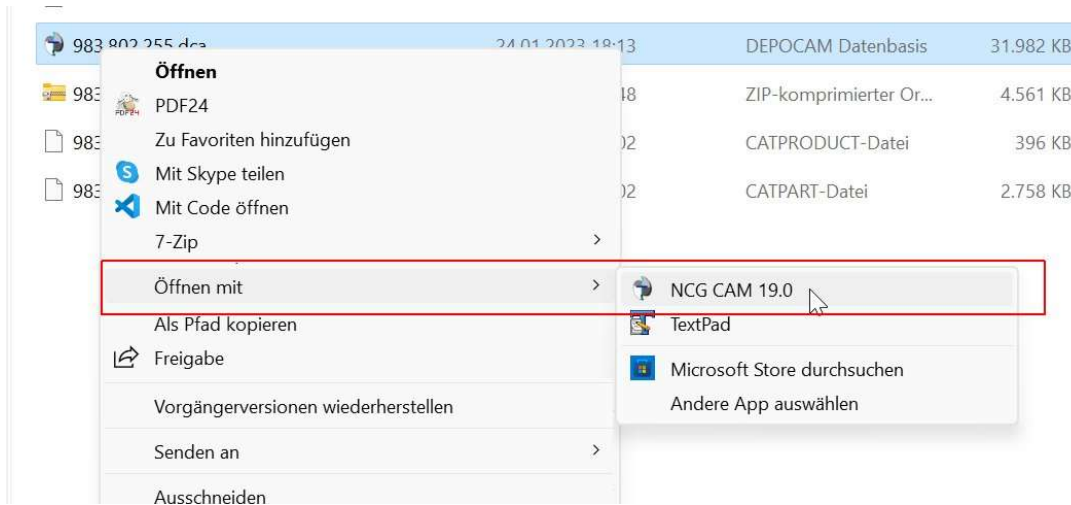 983.802.255.dca 24.01.2023 18:13 DEPOCAM Datenbasis 31.982 KB
Öffnen
983 18 ZIP-komprimierter Or... 4.561 KB
PDF24
983 02 CATPRODUCT-Datei 396 KB
Zu Favoriten hinzufügen
Mit Skype teilen
983 02 CATPART-Datei 2.758 KB
Mit Code öffnen
7-Zip
Öffnen mit
NCG CAM 19.0
Als Pfad kopieren
TextPad
Freigabe
Microsoft Store durchsuchen
Vorgängerversionen wiederherstellen
Andere App auswählen
Senden an
Ausschneiden